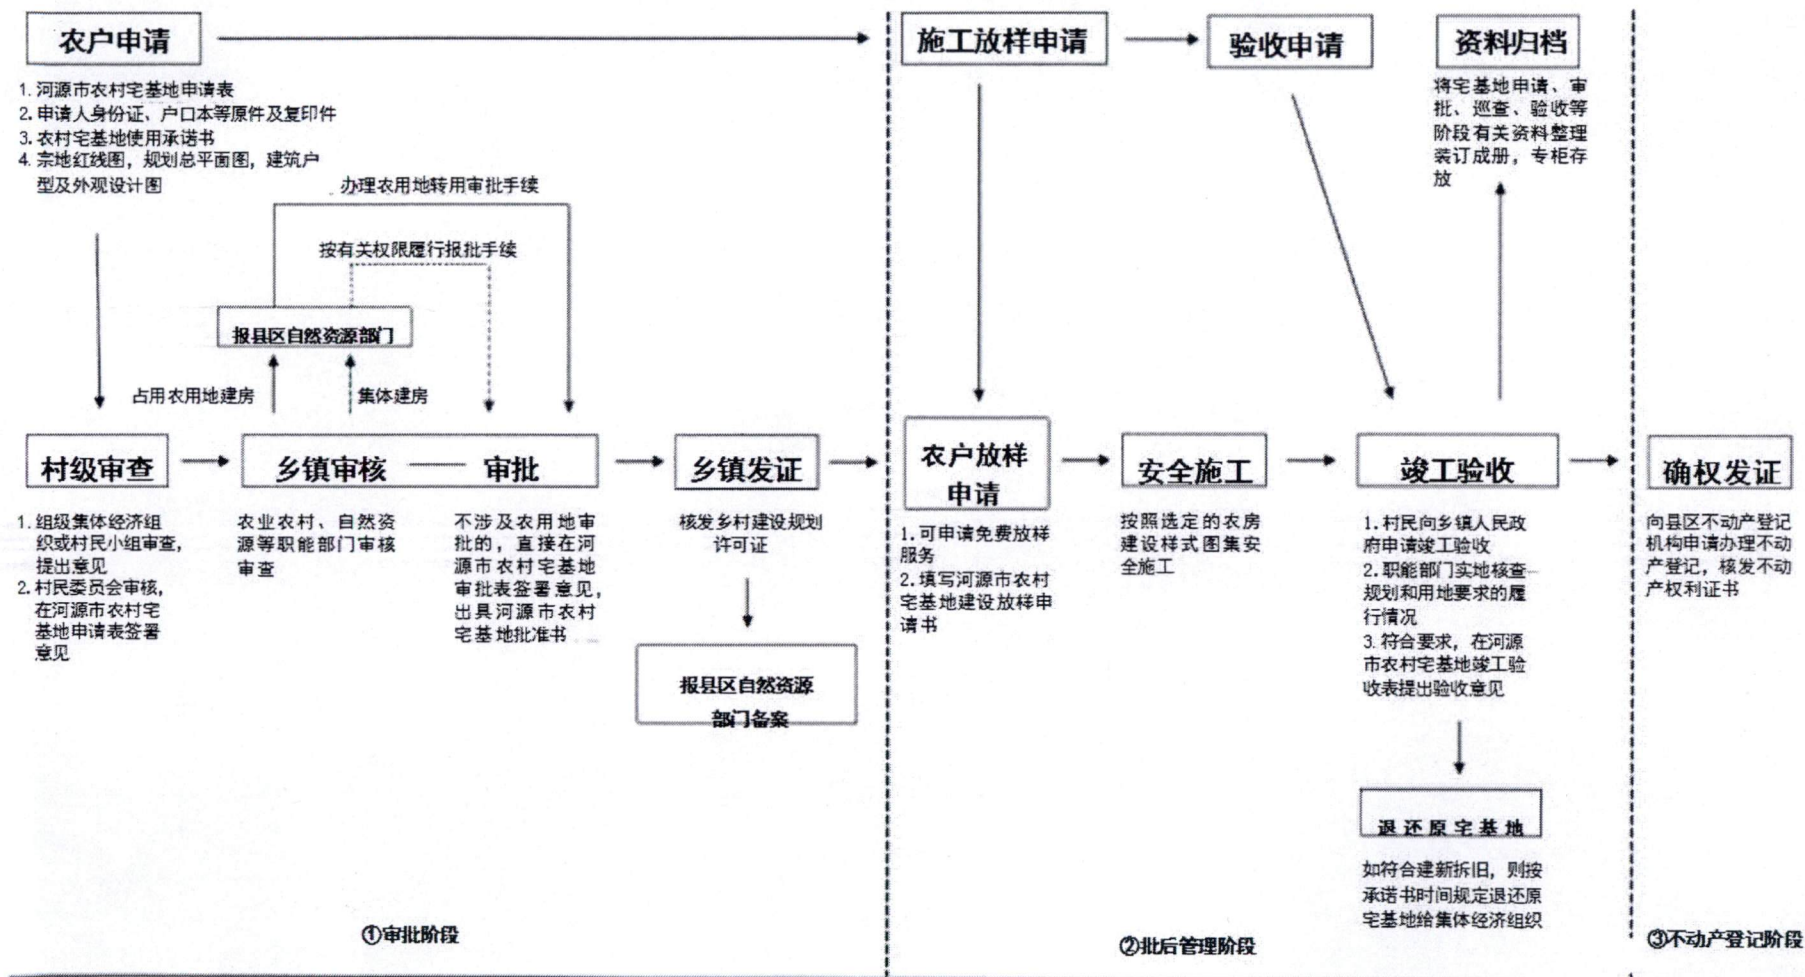 农户申请
施工放样申请
验收申请
资料归档
1. 河源市农村宅基地申请表
2. 申请人身份证、户口本等原件及复印件
3. 农村宅基地使用承诺书
4. 宗地红线图，规划总平面图，建筑户
型及外观设计图
将宅基地申请、审
批、巡查、验收等
阶段有关资料整理
装订成册，专柜存
放
办理农用地转用审批手续
按有关权限履行报批手续
报县区自然资源部门
占用农用地建房
集体建房
村级审查
乡镇审核 —— 审批
乡镇发证
农户放样
申请
安全施工
竣工验收
确权发证
1. 组级集体经济组
织或村民小组审查，
提出意见
2. 村民委员会审核，
在河源市农村宅
基地申请表签署
意见
农业农村、自然资
源等职能部门审核
审查
不涉及农用地审
批的，直接在河
源市农村宅基地
审批表签署意见，
出具河源市农村
宅基地批准书
核发乡村建设规划
许可证
报县区自然资源
部门备案
1. 可申请免费放样
服务
2. 填写河源市农村
宅基地建设放样申
请书
按照选定的农房
建设样式图集安
全施工
1. 村民向乡镇人民政
府申请竣工验收
2. 职能部门实地核查
规划和用地要求的履
行情况
3. 符合要求，在河源
市农村宅基地竣工验
收表提出验收意见
向县区不动产登记
机构申请办理不动
产登记，核发不动
产权利证书
退还原宅基地
如符合建新拆旧，则按
承诺书时间规定退还原
宅基地给集体经济组织
①审批阶段
②批后管理阶段
③不动产登记阶段